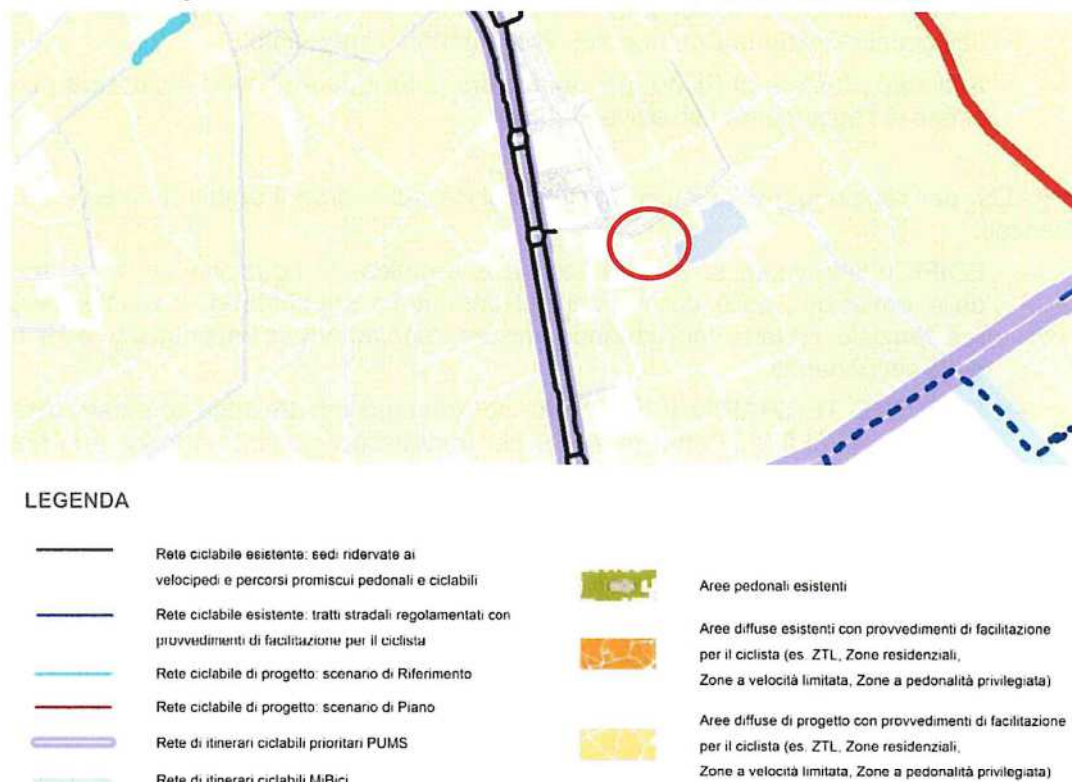 LEGENDA
Rete ciclabile esistente: sedi ridervate ai
velocipedi e percorsi promiscui pedonali e ciclabili
Rete ciclabile esistente: tratti stradali regolamentati con
provvedimenti di facilitazione per il ciclista
Rete ciclabile di progetto: scenario di Riferimento
Rete ciclabile di progetto: scenario di Piano
Rete di itinerari ciclabili prioritari PUMS
Rete di itinerari ciclabili MiBici
Aree pedonali esistenti
Aree diffuse esistenti con provvedimenti di facilitazione
per il ciclista (es. ZTL, Zone residenziali,
Zone a velocità limitata, Zone a pedonalità privilegiata)
Aree diffuse di progetto con provvedimenti di facilitazione
per il ciclista (es. ZTL, Zone residenziali,
Zone a velocità limitata, Zone a pedonalità privilegiata)